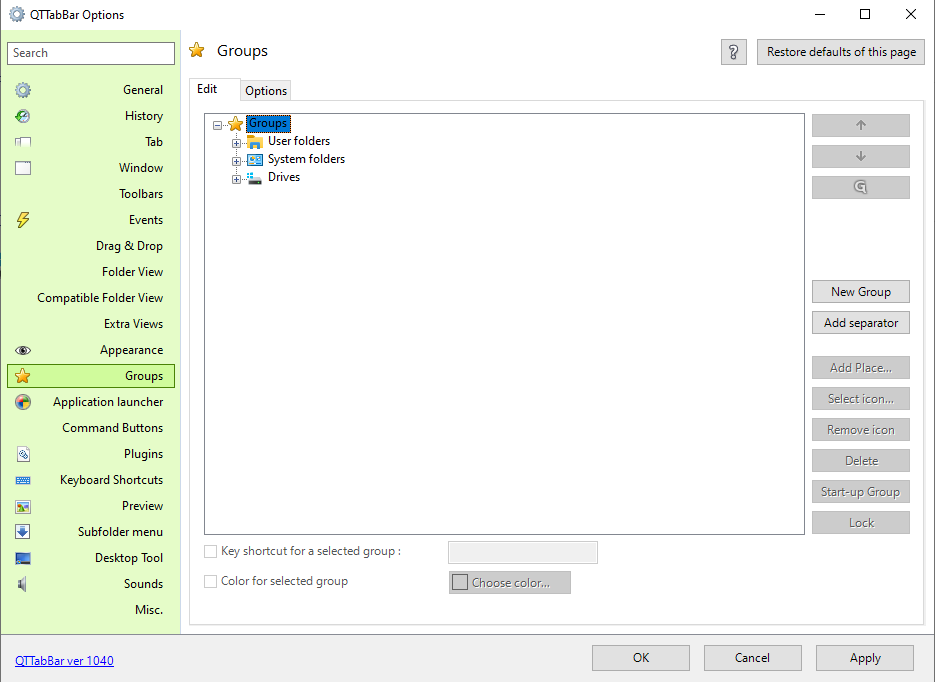 QTTabBar Options
Search
General
History
Tab
Window
Toolbars
Events
Drag & Drop
Folder View
Compatible Folder View
Extra Views
Appearance
Groups
Application launcher
Command Buttons
Plugins
Keyboard Shortcuts
Preview
Subfolder menu
Desktop Tool
Sounds
Misc.
Groups
?
Restore defaults of this page
Edit
Options
Groups
User folders
System folders
Drives
G
New Group
Add separator
Add Place...
Select icon...
Remove icon
Delete
Start-up Group
Lock
Key shortcut for a selected group :
Color for selected group
Choose color...
QTTabBar ver 1040
OK
Cancel
Apply